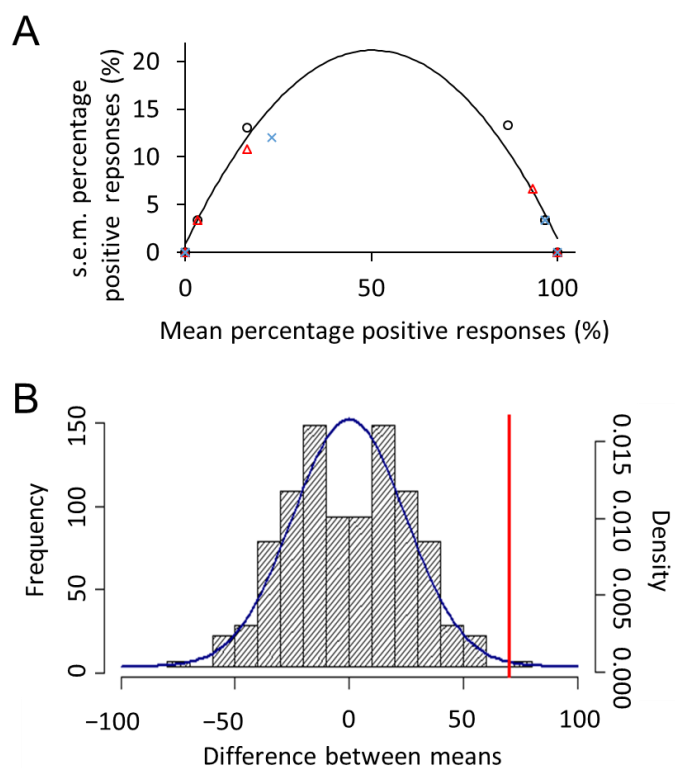 A
s.e.m. percentage
positive repsonses (%)
20
15
10
5
0
0 50 100
Mean percentage positive responses (%)
B
Frequency
150
100
50
0
Density
0.015
0.010
0.005
0.000
−100 −50 0 50 100
Difference between means